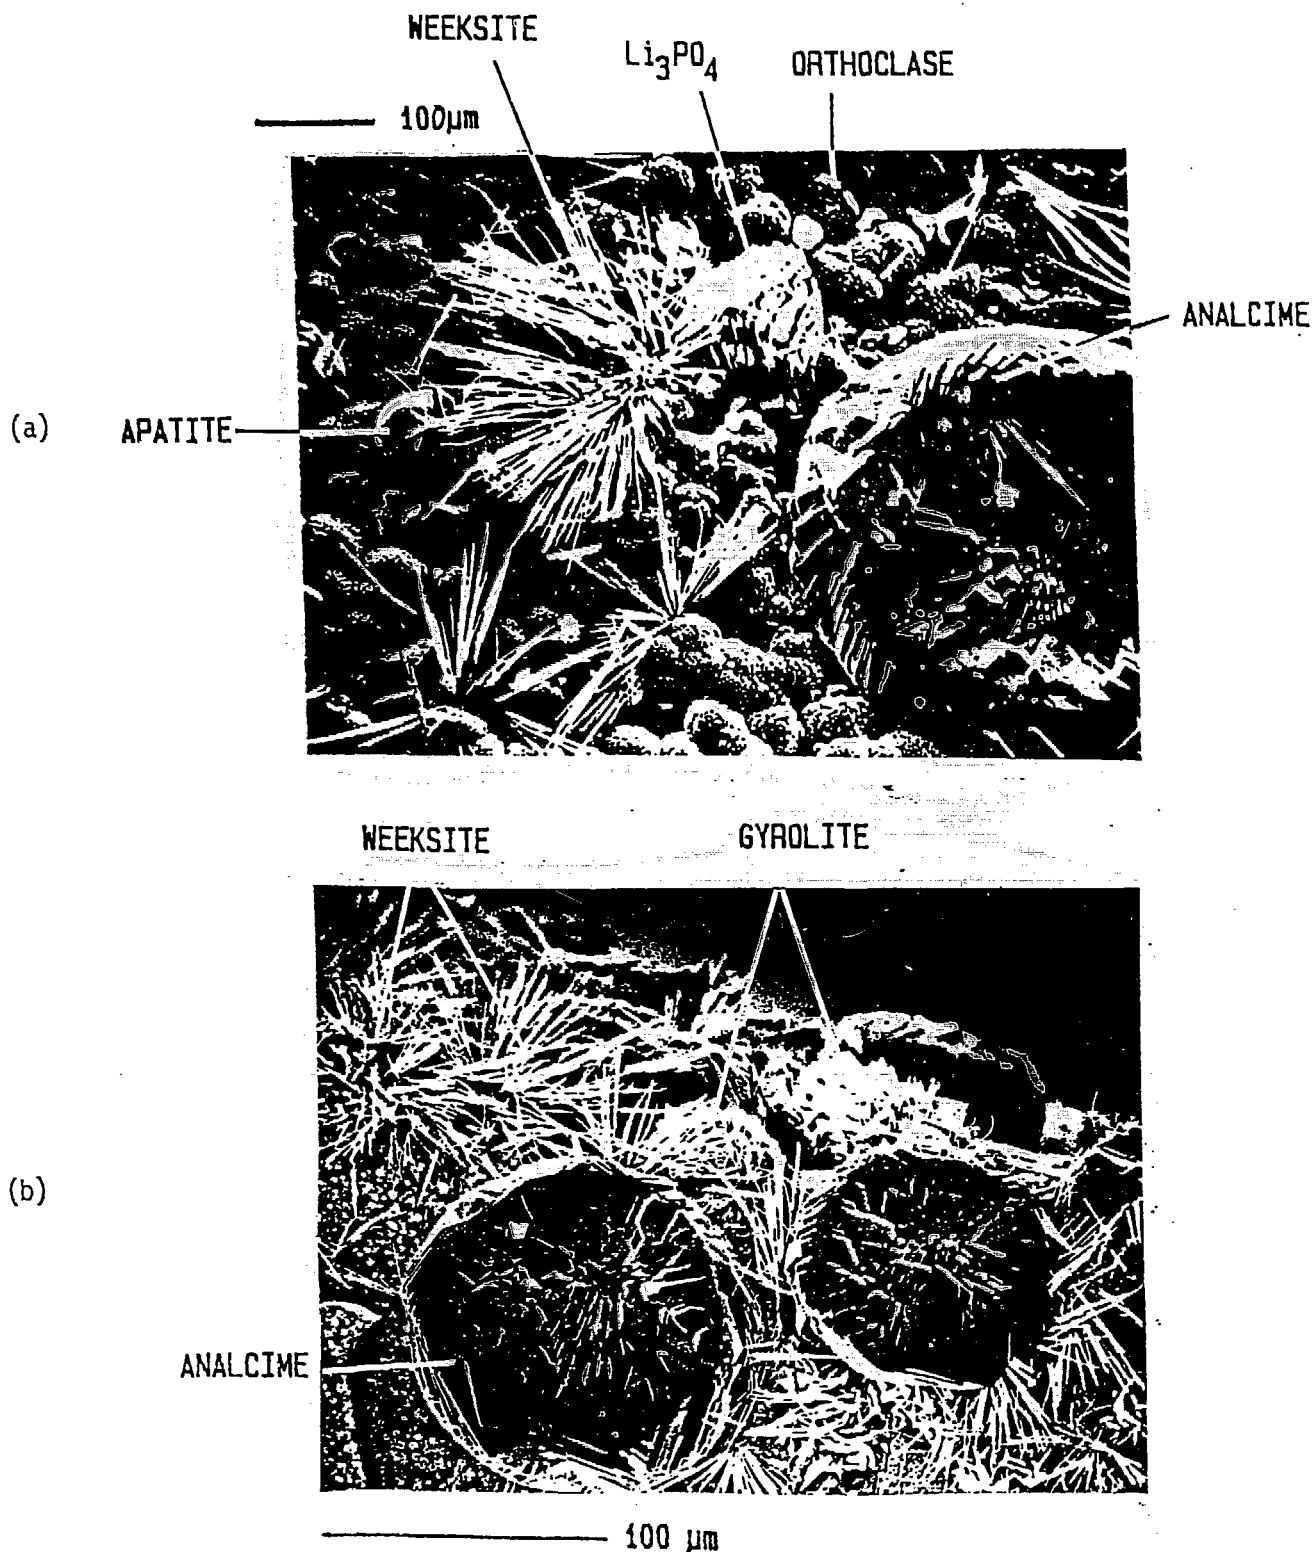 WEEKSITE
Li₃PO₄
ORTHOCLASE
100μm
ANALCIME
(a)
APATITE
WEEKSITE
GYROLITE
(b)
ANALCIME
100 μm